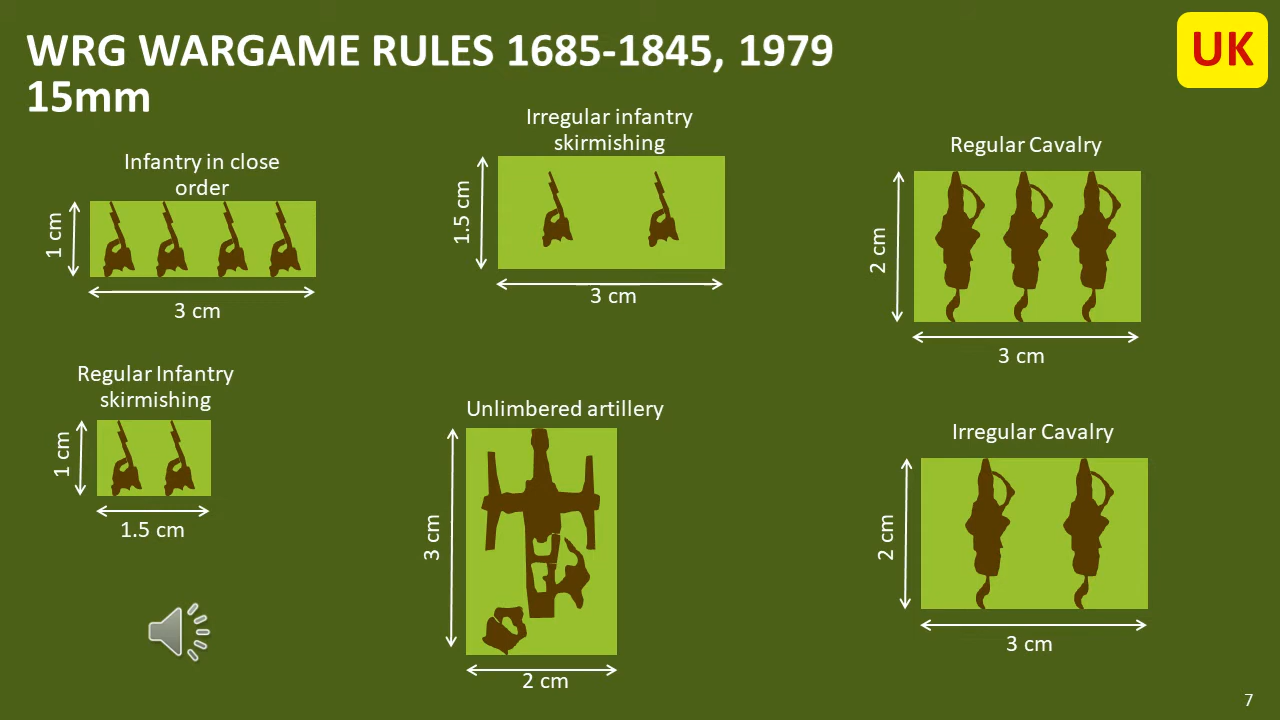 WRG WARGAME RULES 1685-1845, 1979
15mm
UK
Infantry in close
order
1 cm
3 cm
Irregular infantry
skirmishing
1.5 cm
3 cm
Regular Cavalry
2 cm
3 cm
Regular Infantry
skirmishing
1 cm
1.5 cm
Unlimbered artillery
3 cm
2 cm
Irregular Cavalry
2 cm
3 cm
7